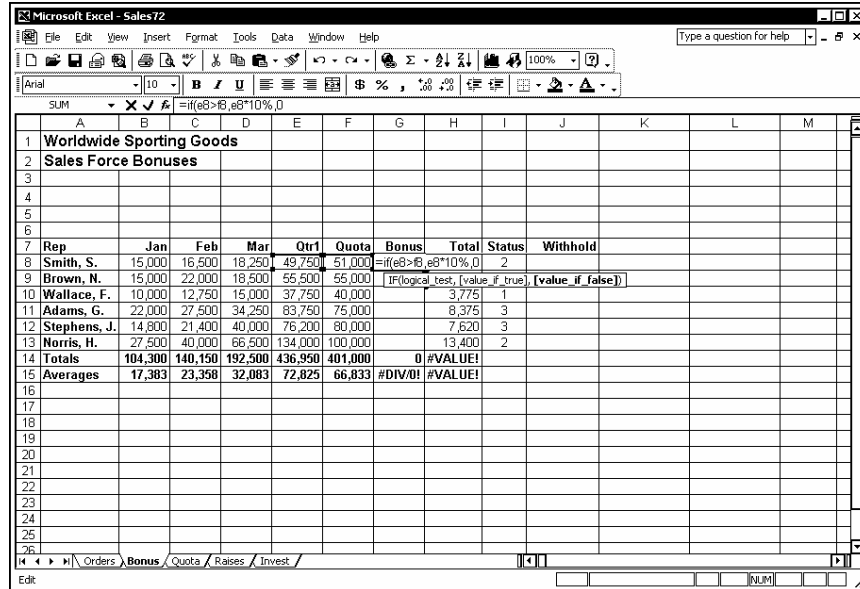 Microsoft Excel - Sales72
File Edit View Insert Format Tools Data Window Help Type a question for help
100%
Arial 10 B I U $ % ,
SUM =if(e8>f8,e8*10%,0
A B C D E F G H I J K L M
1 Worldwide Sporting Goods
2 Sales Force Bonuses
3
4
5
6
7 Rep Jan Feb Mar Qtr1 Quota Bonus Total Status Withhold
8 Smith, S. 15,000 16,500 18,250 49,750 51,000 =if(e8>f8,e8*10%,0 2
9 Brown, N. 15,000 22,000 18,500 55,500 55,000 IF(logical_test, [value_if_true], [value_if_false])
10 Wallace, F. 10,000 12,750 15,000 37,750 40,000 3,775 1
11 Adams, G. 22,000 27,500 34,250 83,750 75,000 8,375 3
12 Stephens, J. 14,800 21,400 40,000 76,200 80,000 7,620 3
13 Norris, H. 27,500 40,000 66,500 134,000 100,000 13,400 2
14 Totals 104,300 140,150 192,500 436,950 401,000 0 #VALUE!
15 Averages 17,383 23,358 32,083 72,825 66,833 #DIV/0! #VALUE!
16
17
18
19
20
21
22
23
24
25
26
Orders Bonus Quota Raises Invest
Edit NUM